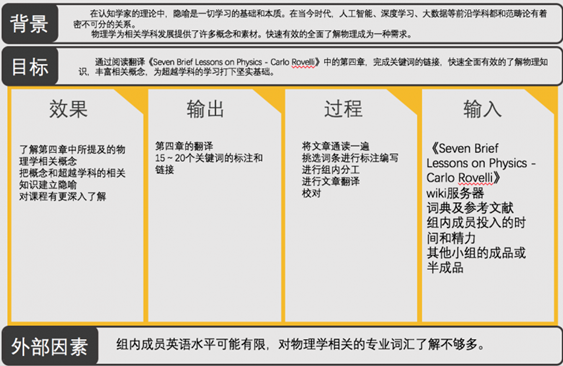 背景
在认知学家的理论中，隐喻是一切学习的基础和本质。在当今时代，人工智能、深度学习、大数据等前沿学科都和范畴论有着
密不可分的关系。
物理学为相关学科发展提供了许多概念和素材。快速有效的全面了解物理成为一种需求。
目标
通过阅读翻译《Seven Brief Lessons on Physics - Carlo Rovelli》中的第四章，完成关键词的链接，快速全面有效的了解物理知
识，丰富相关概念，为超越学科的学习打下坚实基础。
效果
了解第四章中所提及的物
理学相关概念
把概念和超越学科的相关
知识建立隐喻
对课程有更深入了解
输出
第四章的翻译
15～20个关键词的标注和
链接
过程
将文章通读一遍
挑选词条进行标注编写
进行组内分工
进行文章翻译
校对
输入
《Seven Brief
Lessons on Physics -
Carlo Rovelli》
wiki服务器
词典及参考文献
组内成员投入的时
间和精力
其他小组的成品或
半成品
外部因素
组内成员英语水平可能有限，对物理学相关的专业词汇了解不够多。